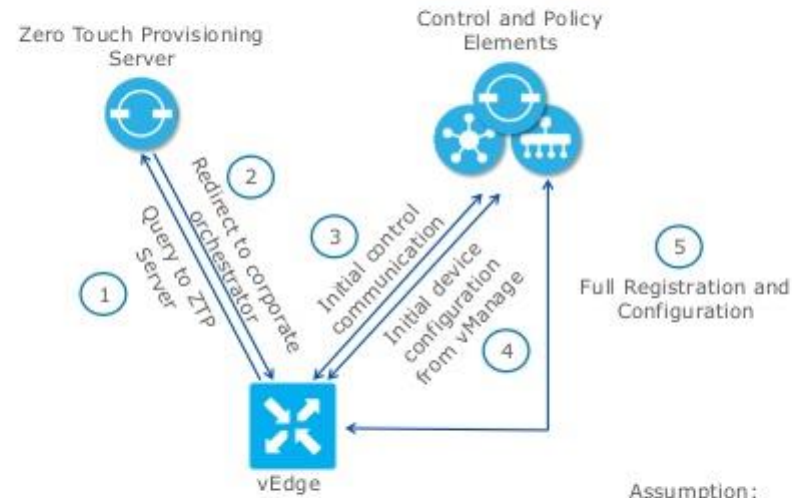 Zero Touch Provisioning
Server
Control and Policy
Elements
1
Query to ZTP
Server
2
Redirect to corporate
orchestrator
3
Initial control
communication
Initial device
configuration
from vManage
4
5
Full Registration and
Configuration
vEdge
Assumption: